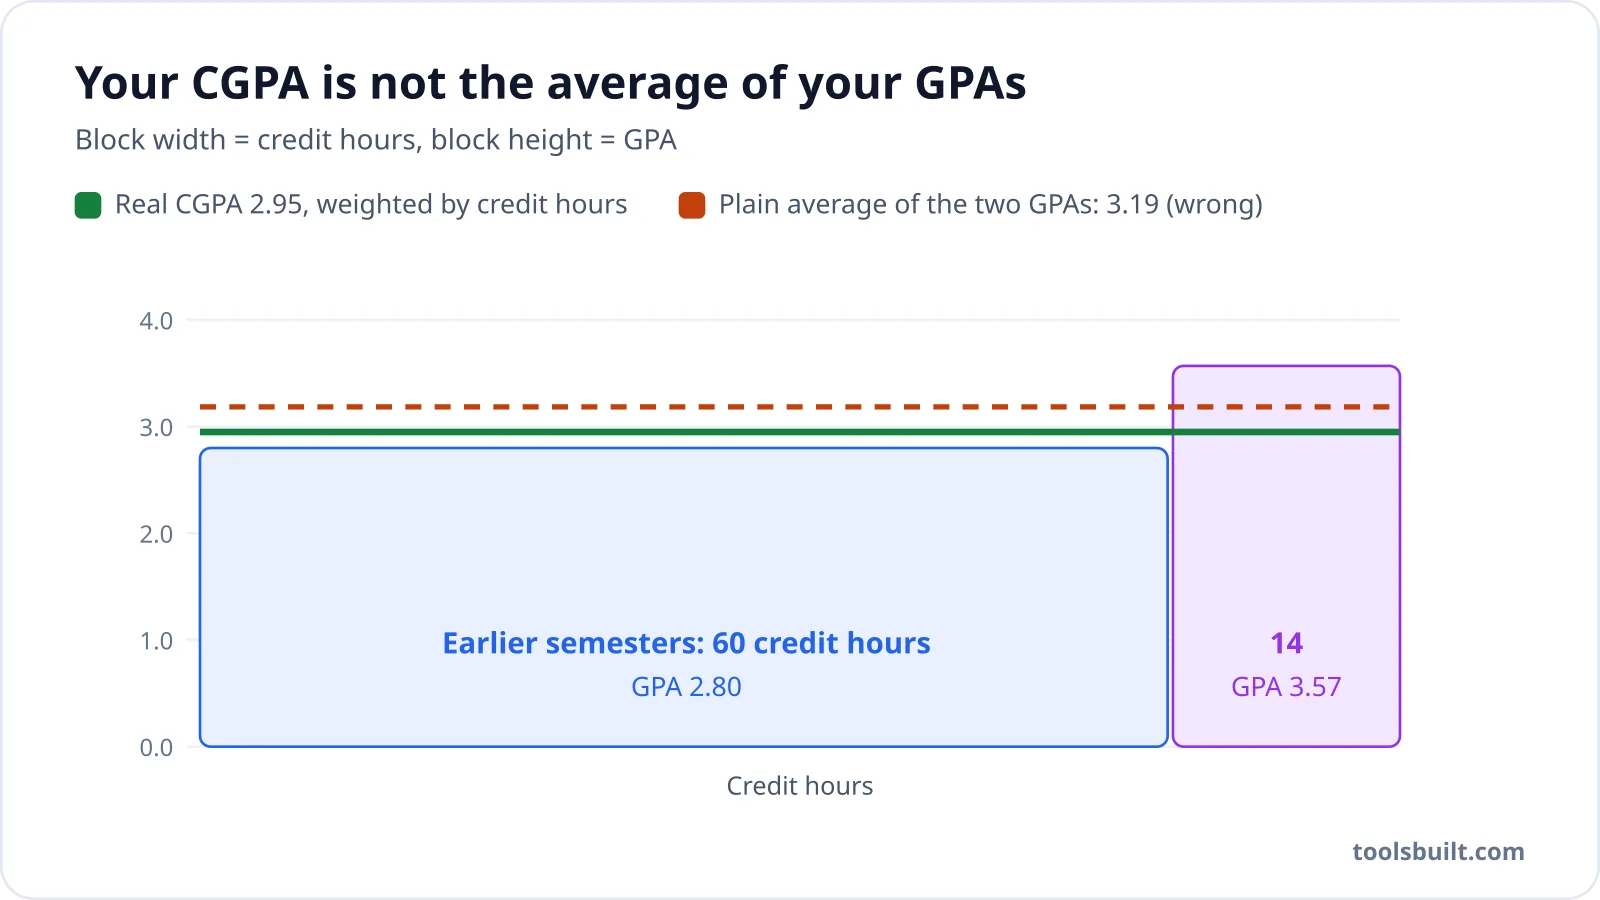 Your CGPA is not the average of your GPAs
Block width = credit hours, block height = GPA
Real CGPA 2.95, weighted by credit hours
Plain average of the two GPAs: 3.19 (wrong)
4.0
3.0
2.0
1.0
0.0
Earlier semesters: 60 credit hours
GPA 2.80
14
GPA 3.57
Credit hours
toolsbuilt.com